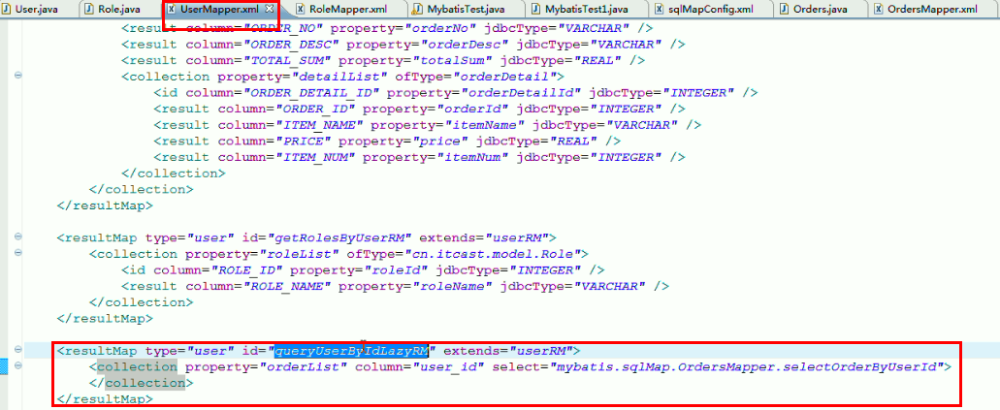 User.java Role.java UserMapper.xml RoleMapper.xml MybatisTest.java MybatisTest1.java sqlMapConfig.xml Orders.java OrdersMapper.xml
<result column="ORDER_NO" property="orderNo" jdbcType="VARCHAR" />
<result column="ORDER_DESC" property="orderDesc" jdbcType="VARCHAR" />
<result column="TOTAL_SUM" property="totalSum" jdbcType="REAL" />
<collection property="detailList" ofType="orderDetail">
<id column="ORDER_DETAIL_ID" property="orderDetailId" jdbcType="INTEGER" />
<result column="ORDER_ID" property="orderId" jdbcType="INTEGER" />
<result column="ITEM_NAME" property="itemName" jdbcType="VARCHAR" />
<result column="PRICE" property="price" jdbcType="REAL" />
<result column="ITEM_NUM" property="itemNum" jdbcType="INTEGER" />
</collection>
</collection>
</resultMap>
<resultMap type="user" id="getRolesByUserRM" extends="userRM">
<collection property="roleList" ofType="cn.itcast.model.Role">
<id column="ROLE_ID" property="roleId" jdbcType="INTEGER" />
<result column="ROLE_NAME" property="roleName" jdbcType="VARCHAR" />
</collection>
</resultMap>
<resultMap type="user" id="queryUserByIdLazyRM" extends="userRM">
<collection property="orderList" column="user_id" select="mybatis.sqlMap.OrdersMapper.selectOrderByUserId">
</collection>
</resultMap>